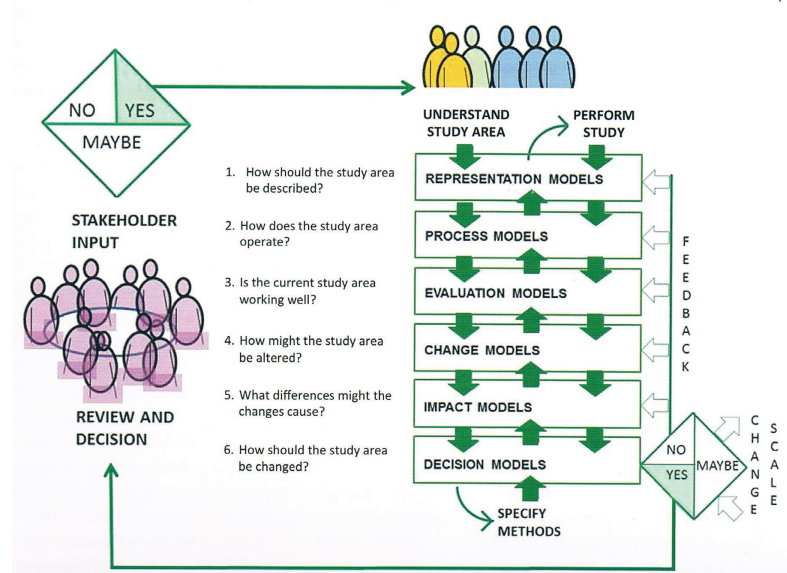 NO
YES
MAYBE
STAKEHOLDER
INPUT
REVIEW AND
DECISION
1. How should the study area
be described?
2. How does the study area
operate?
3. Is the current study area
working well?
4. How might the study area
be altered?
5. What differences might the
changes cause?
6. How should the study area
be changed?
UNDERSTAND
STUDY AREA
PERFORM
STUDY
REPRESENTATION MODELS
PROCESS MODELS
EVALUATION MODELS
CHANGE MODELS
IMPACT MODELS
DECISION MODELS
SPECIFY
METHODS
FEEDBACK
NO
YES
MAYBE
CHANGE
SCALE